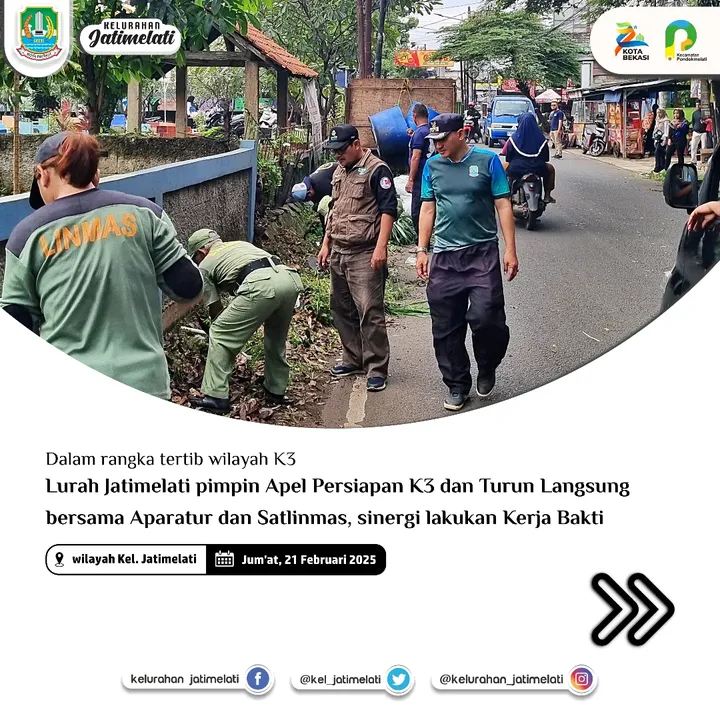 KELURAHAN
Jatimelati
KOTA
BEKASI
Kecamatan
Pondokmelati
LINMAS
Dalam rangka tertib wilayah K3
Lurah Jatimelati pimpin Apel Persiapan K3 dan Turun Langsung
bersama Aparatur dan Satlinmas, sinergi lakukan Kerja Bakti
wilayah Kel. Jatimelati
Jum'at, 21 Februari 2025
kelurahan jatimelati
@kel_jatimelati
@kelurahan_jatimelati